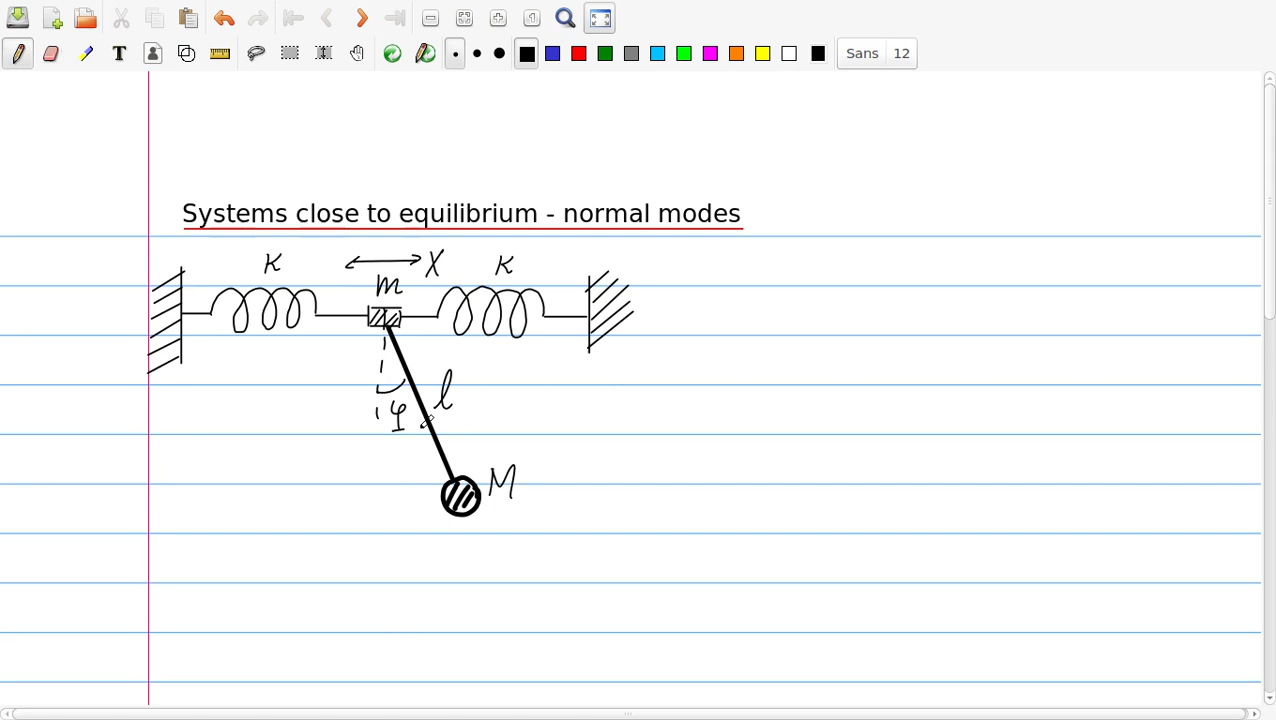 Sans 12
Systems close to equilibrium - normal modes
K X K
m
l
φ
M